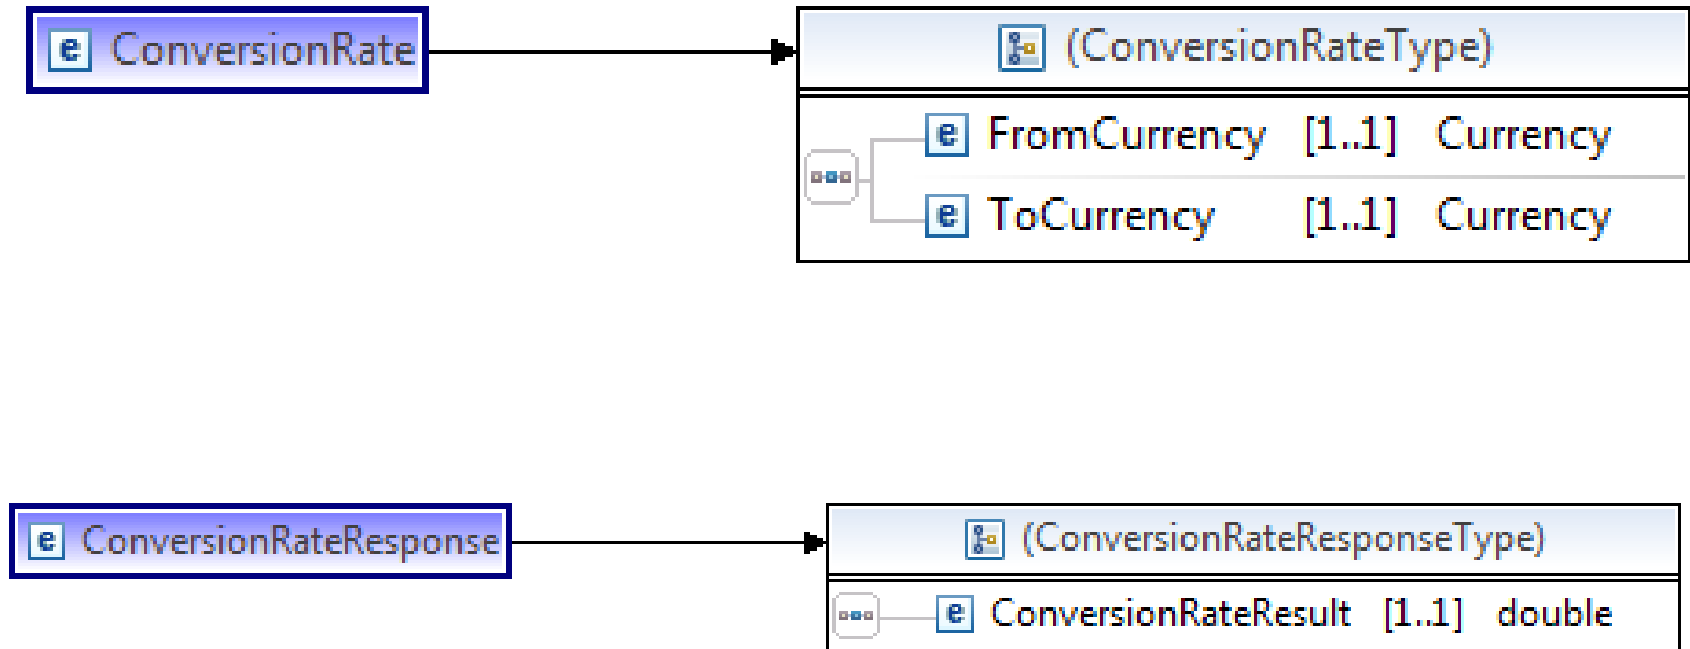 e ConversionRate
(ConversionRateType)
e FromCurrency [1..1] Currency
e ToCurrency [1..1] Currency
e ConversionRateResponse
(ConversionRateResponseType)
e ConversionRateResult [1..1] double